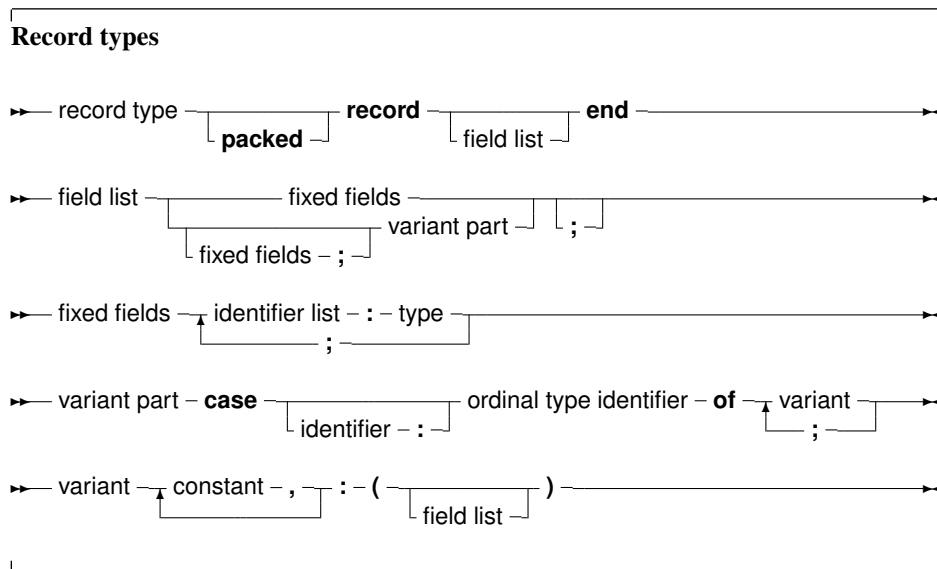 Record types
record type packed record field list end
field list fixed fields
variant part ;
fixed fields ;
fixed fields identifier list : type
;
variant part case identifier : ordinal type identifier of variant
;
variant constant , : ( field list )